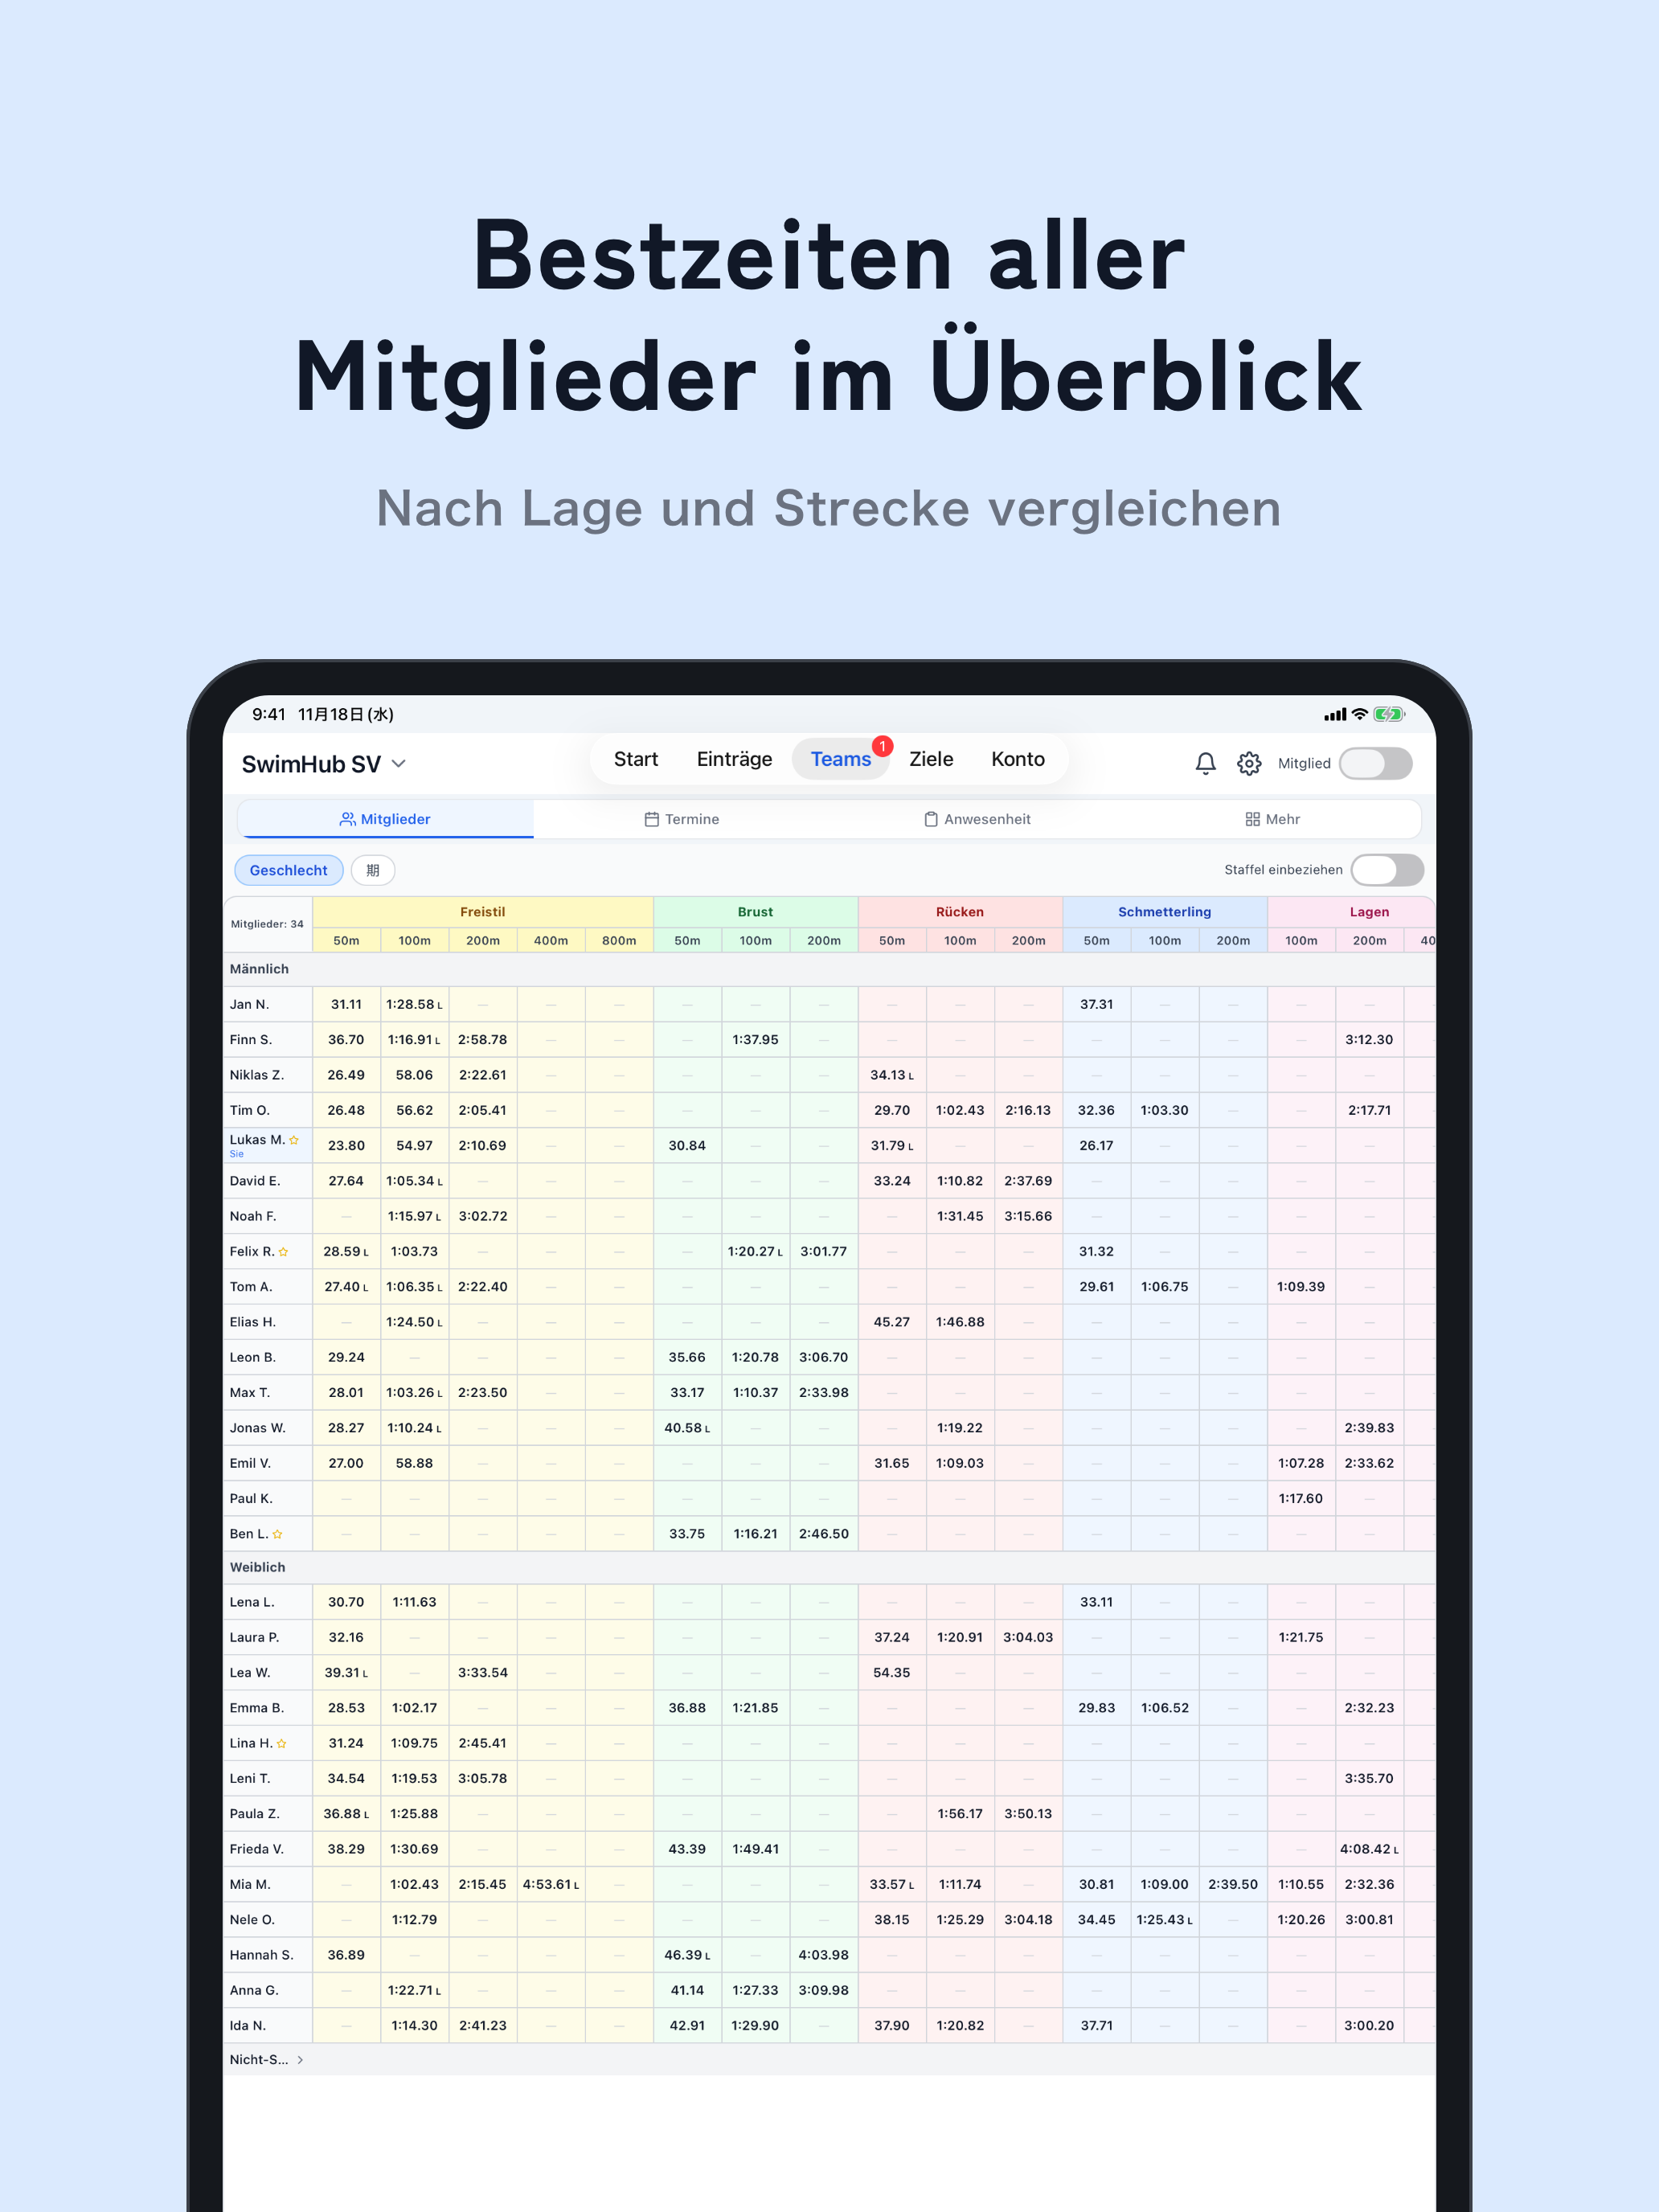 Bestzeiten aller
Mitglieder im Überblick
Nach Lage und Strecke vergleichen
9:41 11月18日(水)
SwimHub SV Start Einträge Teams 1 Ziele Konto Mitglied
Mitglieder Termine Anwesenheit Mehr
Geschlecht 期 Staffel einbeziehen
Mitglieder: 34 Freistil Brust Rücken Schmetterling Lagen
50m 100m 200m 400m 800m 50m 100m 200m 50m 100m 200m 50m 100m 200m 100m 200m 40
Männlich
Jan N. 31.11 1:28.58 L — — — — — — — — — 37.31 — — — —
Finn S. 36.70 1:16.91 L 2:58.78 — — — 1:37.95 — — — — — — — — 3:12.30
Niklas Z. 26.49 58.06 2:22.61 — — — — — 34.13 L — — — — — — —
Tim O. 26.48 56.62 2:05.41 — — — — — 29.70 1:02.43 2:16.13 32.36 1:03.30 — — 2:17.71
Lukas M. 23.80 54.97 2:10.69 — — 30.84 — — 31.79 L — — 26.17 — — — —
Sie
David E. 27.64 1:05.34 L — — — — — — 33.24 1:10.82 2:37.69 — — — — —
Noah F. — 1:15.97 L 3:02.72 — — — — — — 1:31.45 3:15.66 — — — — —
Felix R. 28.59 L 1:03.73 — — — — 1:20.27 L 3:01.77 — — — 31.32 — — — —
Tom A. 27.40 L 1:06.35 L 2:22.40 — — — — — — — — 29.61 1:06.75 — 1:09.39 —
Elias H. — 1:24.50 L — — — — — — 45.27 1:46.88 — — — — — —
Leon B. 29.24 — — — — 35.66 1:20.78 3:06.70 — — — — — — — —
Max T. 28.01 1:03.26 L 2:23.50 — — 33.17 1:10.37 2:33.98 — — — — — — — —
Jonas W. 28.27 1:10.24 L — — — 40.58 L — — — 1:19.22 — — — — — 2:39.83
Emil V. 27.00 58.88 — — — — — — 31.65 1:09.03 — — — — 1:07.28 2:33.62
Paul K. — — — — — — — — — — — — — — 1:17.60 —
Ben L. — — — — — 33.75 1:16.21 2:46.50 — — — — — — — —
Weiblich
Lena L. 30.70 1:11.63 — — — — — — — — — 33.11 — — — —
Laura P. 32.16 — — — — — — — 37.24 1:20.91 3:04.03 — — — 1:21.75 —
Lea W. 39.31 L — 3:33.54 — — — — — 54.35 — — — — — — —
Emma B. 28.53 1:02.17 — — — 36.88 1:21.85 — — — — 29.83 1:06.52 — — 2:32.23
Lina H. 31.24 1:09.75 2:45.41 — — — — — — — — — — — — —
Leni T. 34.54 1:19.53 3:05.78 — — — — — — — — — — — — 3:35.70
Paula Z. 36.88 L 1:25.88 — — — — — — — 1:56.17 3:50.13 — — — — —
Frieda V. 38.29 1:30.69 — — — 43.39 1:49.41 — — — — — — — — 4:08.42 L
Mia M. — 1:02.43 2:15.45 4:53.61 L — — — — 33.57 L 1:11.74 — 30.81 1:09.00 2:39.50 1:10.55 2:32.36
Nele O. — 1:12.79 — — — — — — 38.15 1:25.29 3:04.18 34.45 1:25.43 L — 1:20.26 3:00.81
Hannah S. 36.89 — — — — 46.39 L — 4:03.98 — — — — — — — —
Anna G. — 1:22.71 L — — — 41.14 1:27.33 3:09.98 — — — — — — — —
Ida N. — 1:14.30 2:41.23 — — 42.91 1:29.90 — 37.90 1:20.82 — 37.71 — — — 3:00.20
Nicht-S...